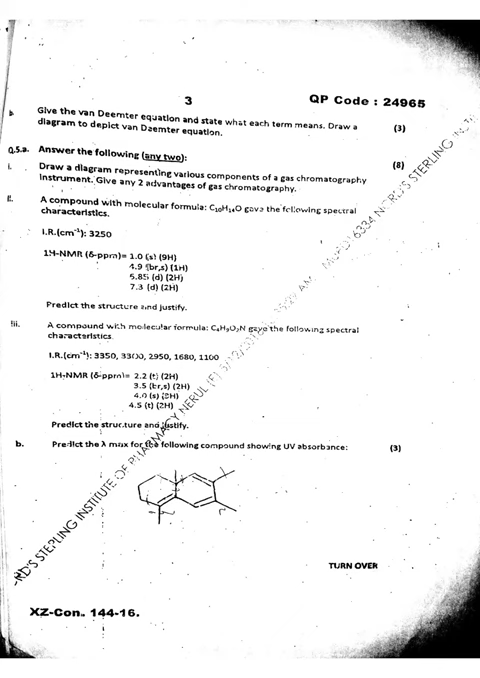 3
QP Code : 24965
b. Give the van Deemter equation and state what each term means. Draw a (3)
diagram to depict van Deemter equation.
Q.5.a. Answer the following (any two): (8)
i. Draw a diagram representing various components of a gas chromatography
instrument. Give any 2 advantages of gas chromatography.
ii. A compound with molecular formula: C₁₀H₁₄O gave the following spectral
characteristics.
I.R.(cm⁻¹): 3250
1H-NMR (δ-ppm)= 1.0 (s) (9H)
4.9 (br,s) (1H)
5.85 (d) (2H)
7.3 (d) (2H)
Predict the structure and justify.
iii. A compound with molecular formula: C₄H₉O₂N gave the following spectral
characteristics.
I.R.(cm⁻¹): 3350, 3300, 2950, 1680, 1100
1H-NMR (δ-ppm)= 2.2 (t) (2H)
3.5 (br,s) (2H)
4.0 (s) (3H)
4.5 (t) (2H)
Predict the structure and justify.
b. Predict the λ max for the following compound showing UV absorbance: (3)
TURN OVER
XZ-Con. 144-16.
STERLING INSTITUTE OF PHARMACY NERUL (E)